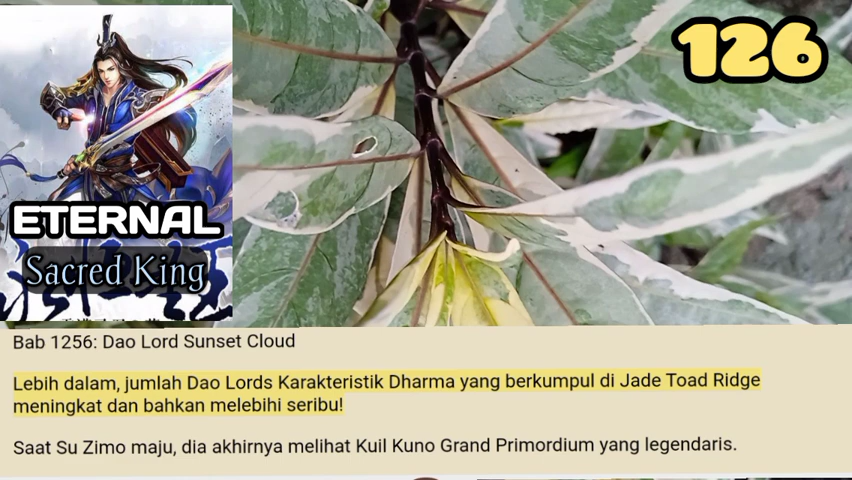 126
ETERNAL
Sacred King
Bab 1256: Dao Lord Sunset Cloud
Lebih dalam, jumlah Dao Lords Karakteristik Dharma yang berkumpul di Jade Toad Ridge
meningkat dan bahkan melebihi seribu!
Saat Su Zimo maju, dia akhirnya melihat Kuil Kuno Grand Primordium yang legendaris.